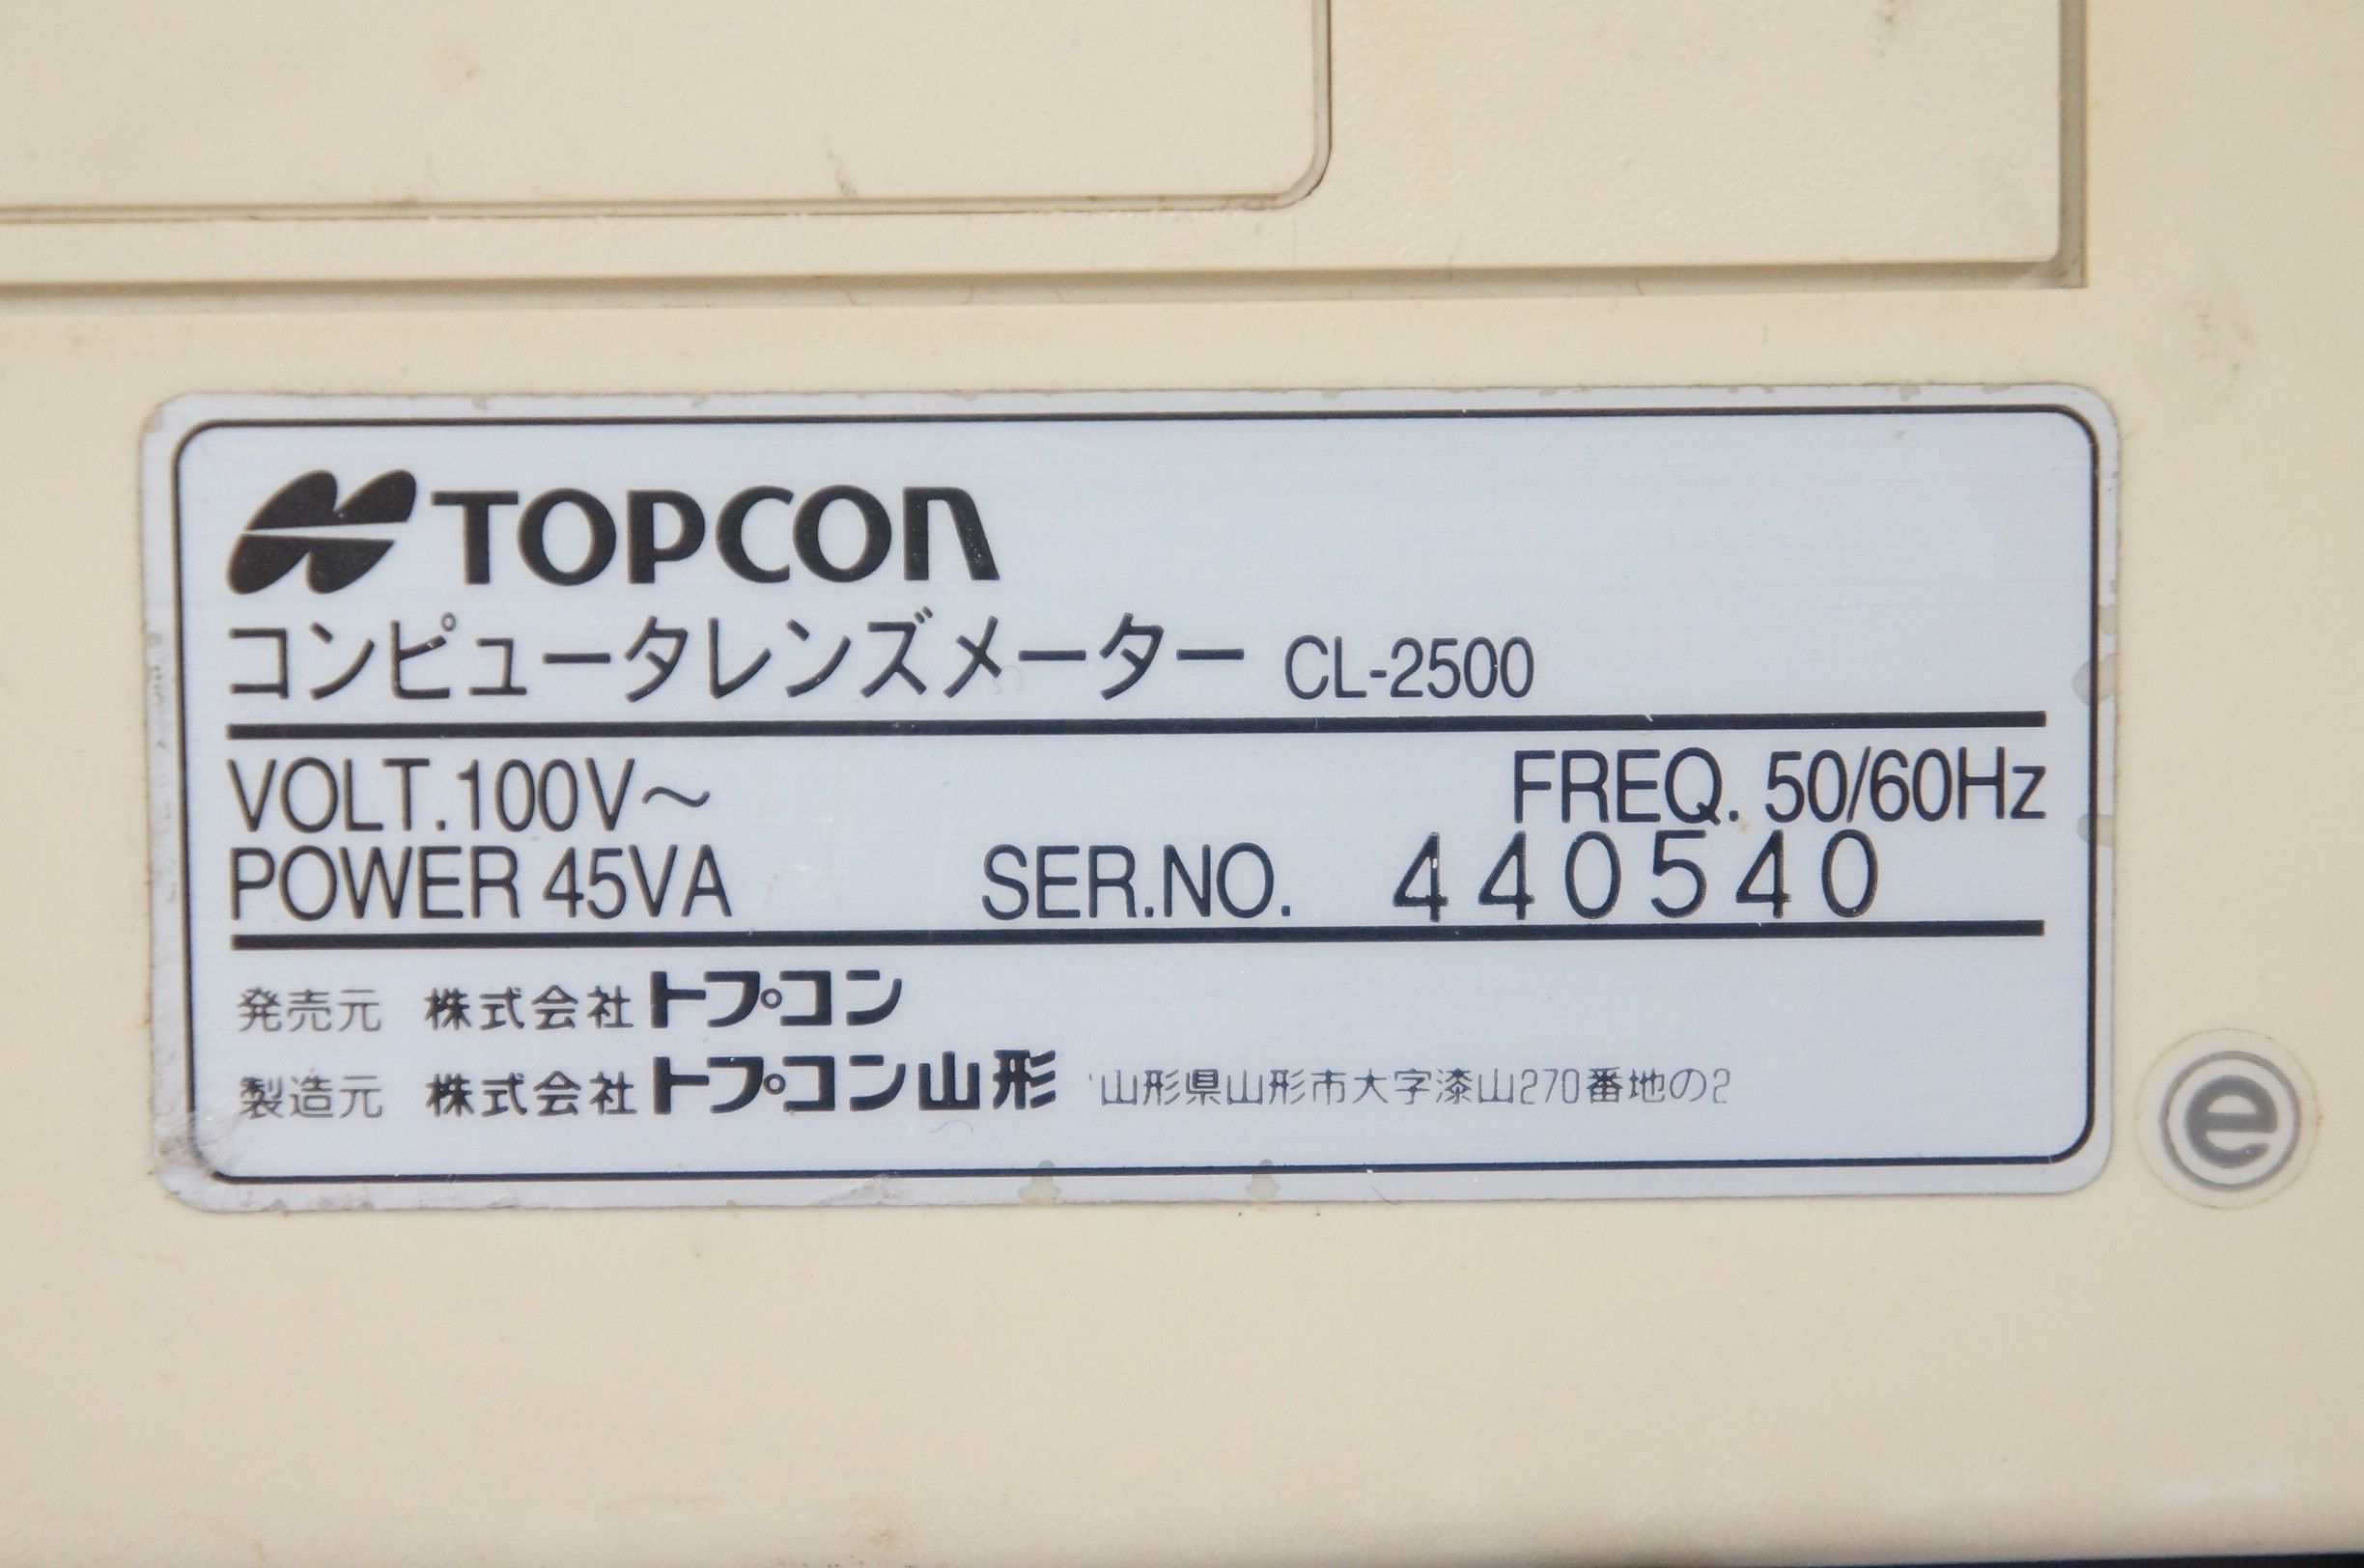 TOPCON
コンピュータレンズメーター CL-2500
VOLT.100V～ FREQ. 50/60Hz
POWER 45VA SER.NO. 440540
発売元 株式会社トプコン
製造元 株式会社トプコン山形 山形県山形市大字漆山270番地の2
e